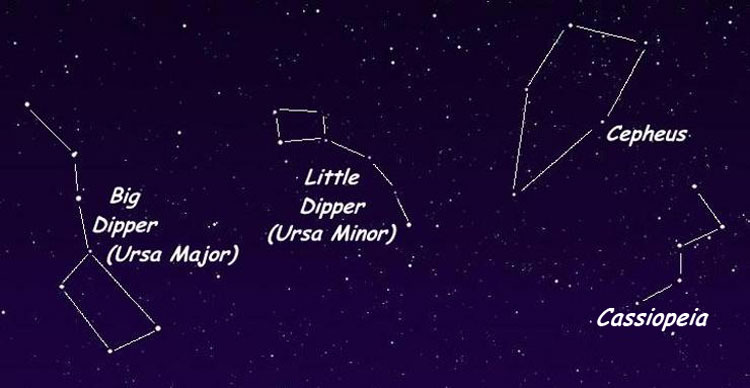 Big
Dipper
(Ursa Major)
Little
Dipper
(Ursa Minor)
Cepheus
Cassiopeia